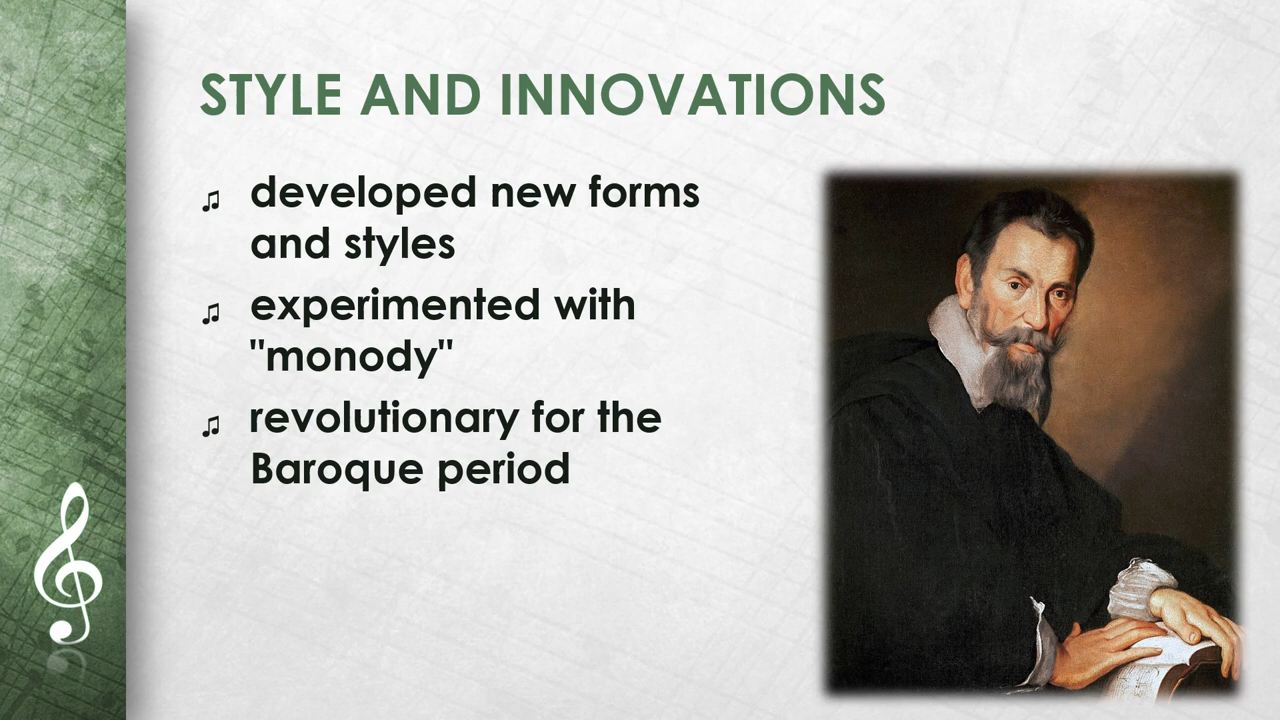 STYLE AND INNOVATIONS
♫ developed new forms
and styles
♫ experimented with
"monody"
♫ revolutionary for the
Baroque period